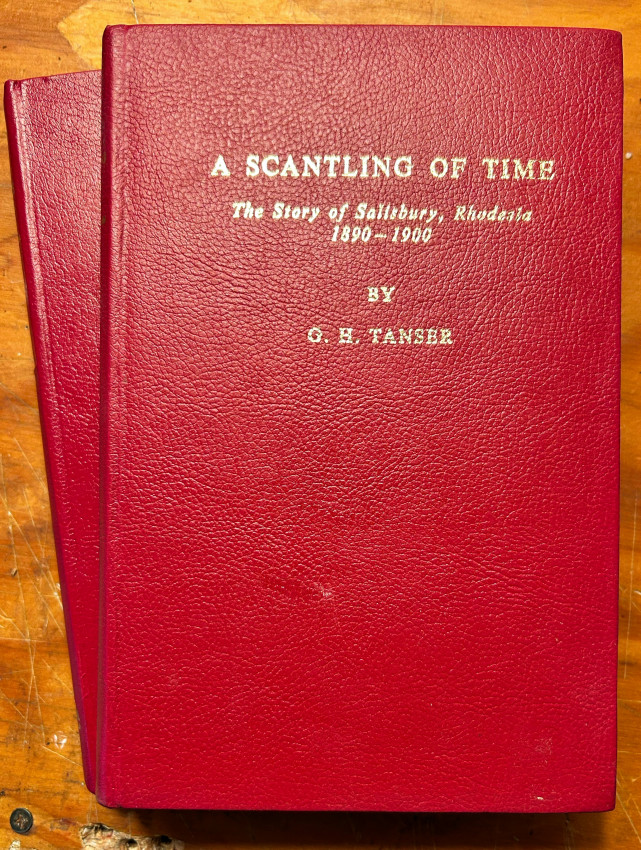 A SCANTLING OF TIME
The Story of Salisbury, Rhodesia
1890–1900
BY
G. H. TANSER